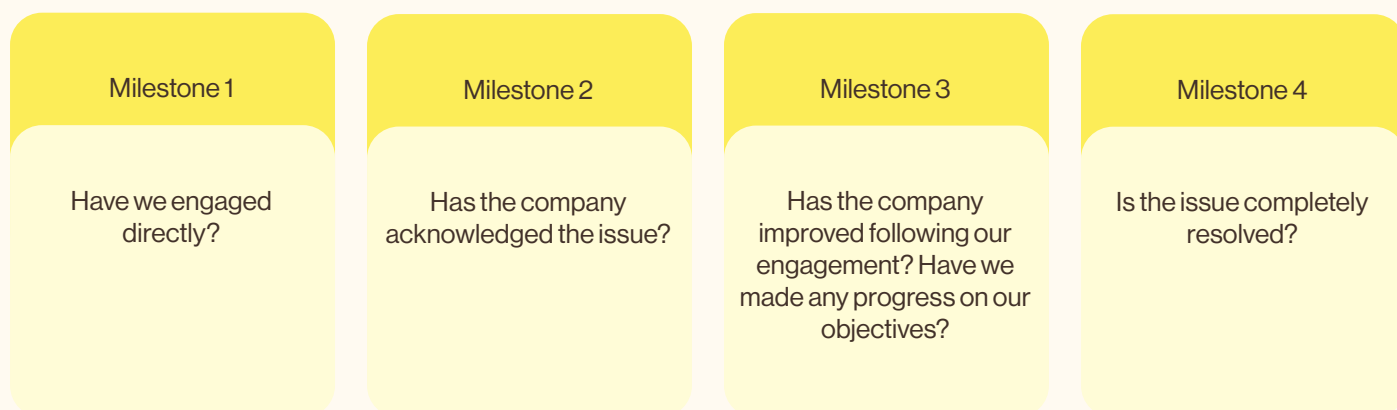 Milestone 1
Have we engaged
directly?
Milestone 2
Has the company
acknowledged the issue?
Milestone 3
Has the company
improved following our
engagement? Have we
made any progress on our
objectives?
Milestone 4
Is the issue completely
resolved?